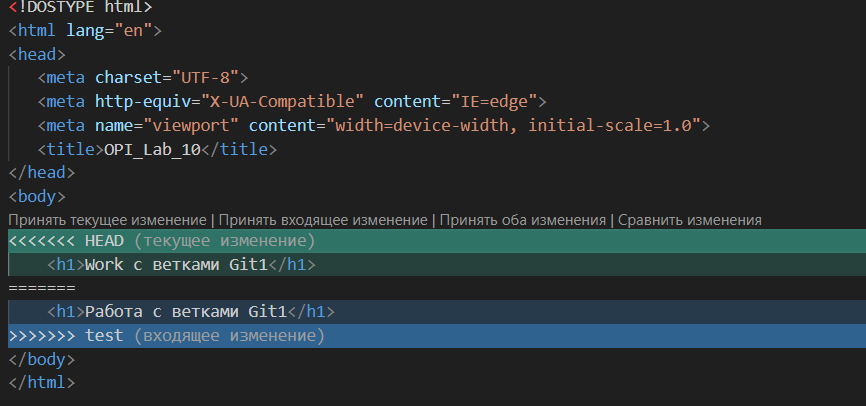 <!DOSTYPE html>
<html lang="en">
<head>
<meta charset="UTF-8">
<meta http-equiv="X-UA-Compatible" content="IE=edge">
<meta name="viewport" content="width=device-width, initial-scale=1.0">
<title>OPI_Lab_10</title>
</head>
<body>
Принять текущее изменение | Принять входящее изменение | Принять оба изменения | Сравнить изменения
<<<<<<< HEAD (текущее изменение)
<h1>Work с ветками Git1</h1>
=======
<h1>Работа с ветками Git1</h1>
>>>>>>> test (входящее изменение)
</body>
</html>